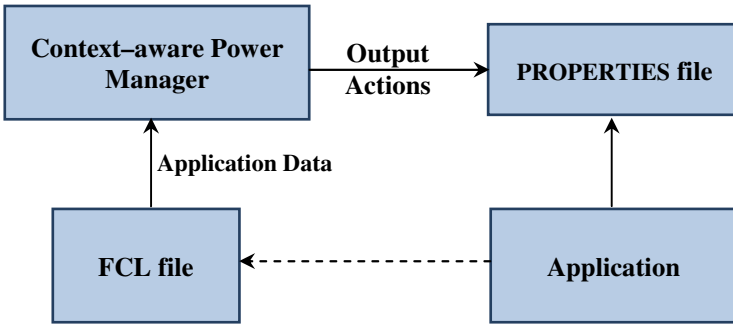 Context–aware Power
Manager
Output
Actions
PROPERTIES file
Application Data
FCL file
Application